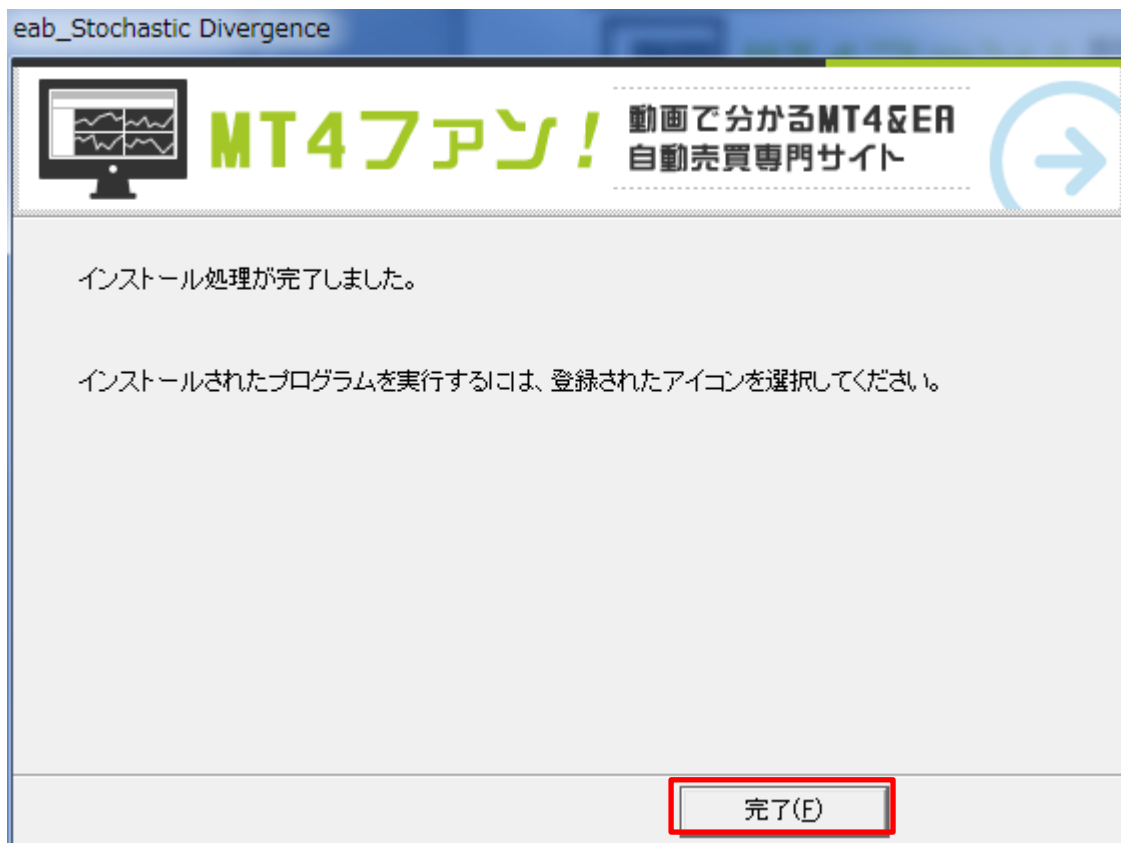 eab_Stochastic Divergence
MT4ファン!
動画で分かるMT4&EA
自動売買専門サイト
インストール処理が完了しました。
インストールされたプログラムを実行するには、登録されたアイコンを選択してください。
完了(F)